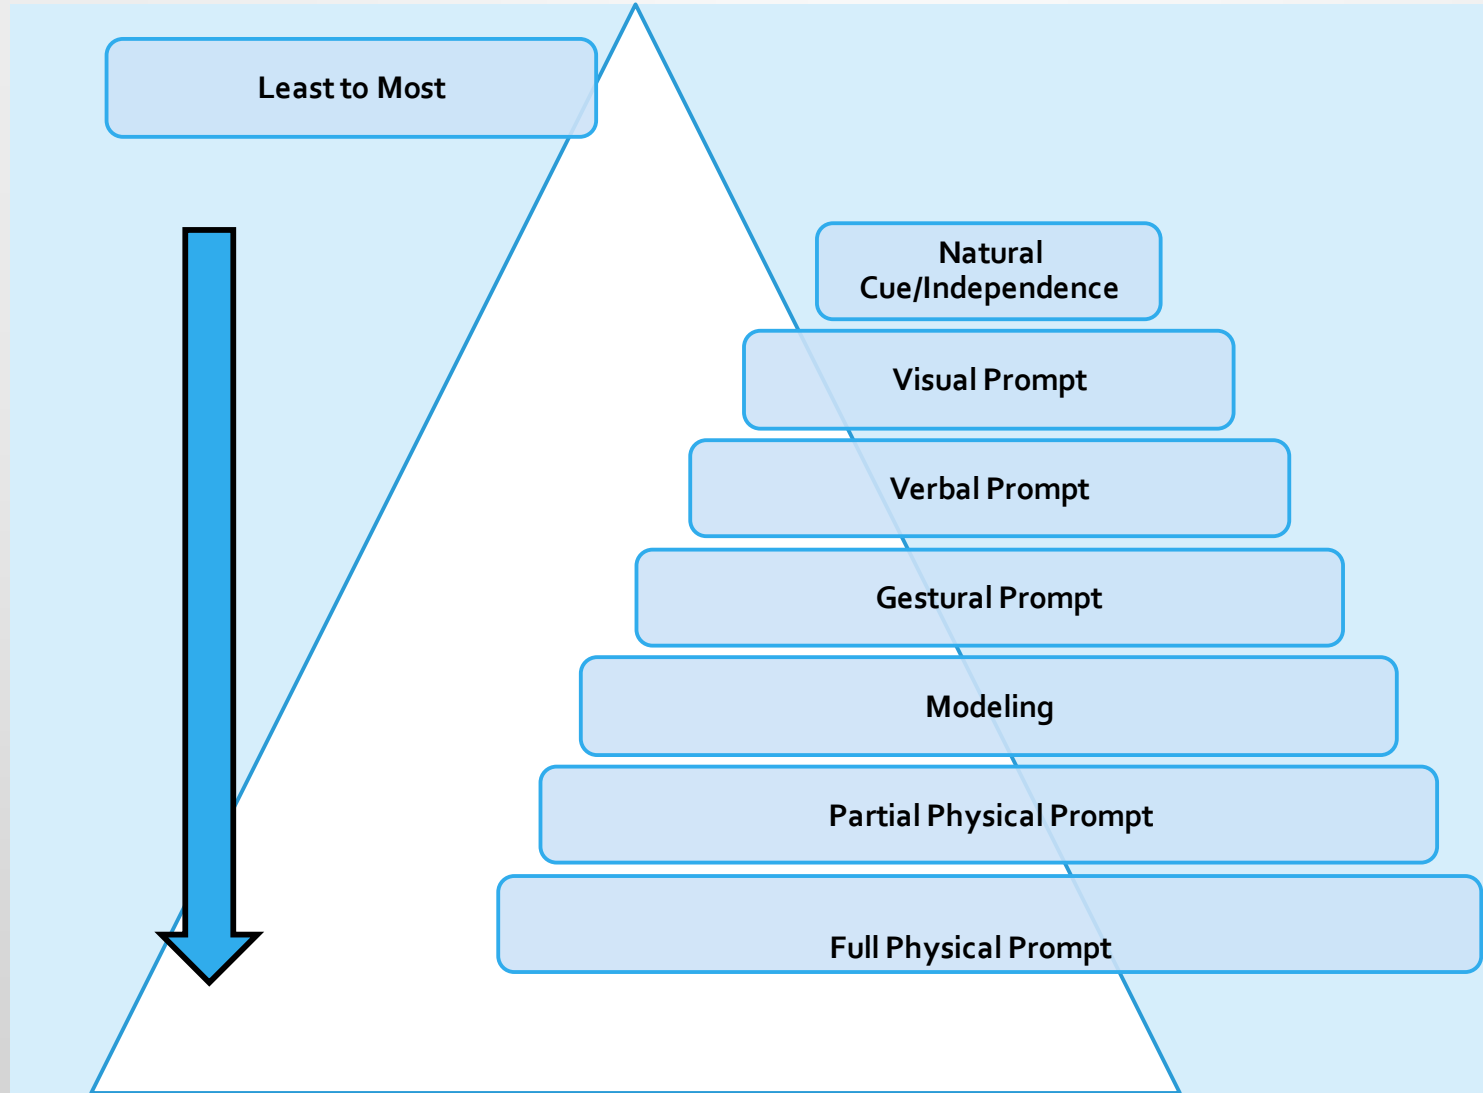 Least to Most
Natural
Cue/Independence
Visual Prompt
Verbal Prompt
Gestural Prompt
Modeling
Partial Physical Prompt
Full Physical Prompt